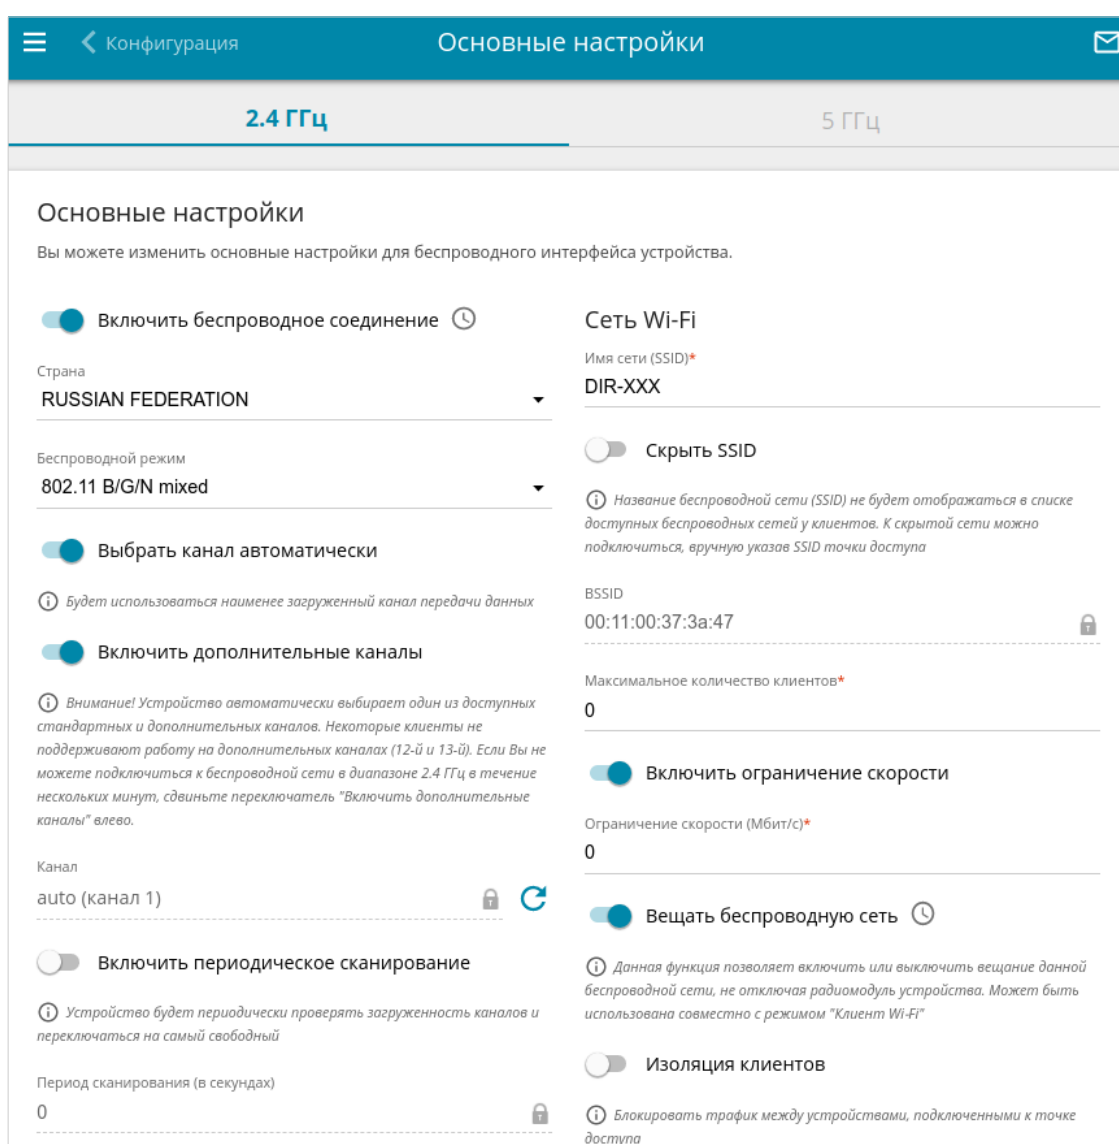 Конфигурация
Основные настройки
2.4 ГГц
5 ГГц
Основные настройки
Вы можете изменить основные настройки для беспроводного интерфейса устройства.
Включить беспроводное соединение
Страна
RUSSIAN FEDERATION
Беспроводной режим
802.11 B/G/N mixed
Выбрать канал автоматически
Будет использоваться наименее загруженный канал передачи данных
Включить дополнительные каналы
Внимание! Устройство автоматически выбирает один из доступных
стандартных и дополнительных каналов. Некоторые клиенты не
поддерживают работу на дополнительных каналах (12-й и 13-й). Если Вы не
можете подключиться к беспроводной сети в диапазоне 2.4 ГГц в течение
нескольких минут, сдвиньте переключатель "Включить дополнительные
каналы" влево.
Канал
auto (канал 1)
Включить периодическое сканирование
Устройство будет периодически проверять загруженность каналов и
переключаться на самый свободный
Период сканирования (в секундах)
0
Сеть Wi-Fi
Имя сети (SSID)*
DIR-XXX
Скрыть SSID
Название беспроводной сети (SSID) не будет отображаться в списке
доступных беспроводных сетей у клиентов. К скрытой сети можно
подключиться, вручную указав SSID точки доступа
BSSID
00:11:00:37:3a:47
Максимальное количество клиентов*
0
Включить ограничение скорости
Ограничение скорости (Мбит/с)*
0
Вещать беспроводную сеть
Данная функция позволяет включить или выключить вещание данной
беспроводной сети, не отключая радиомодуль устройства. Может быть
использована совместно с режимом "Клиент Wi-Fi"
Изоляция клиентов
Блокировать трафик между устройствами, подключенными к точке
доступа